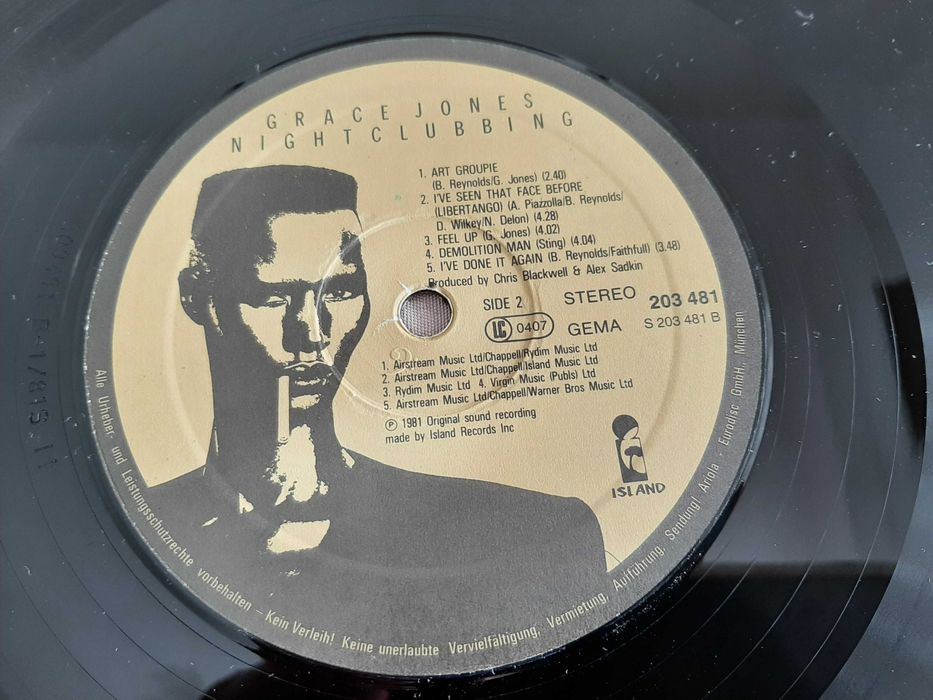 GRACE JONES
NIGHTCLUBBING
1. ART GROUPIE
(B. Reynolds/G. Jones) (2.40)
2. I'VE SEEN THAT FACE BEFORE
(LIBERTANGO) (A. Piazzolla/B. Reynolds/
D. Wilkey/N. Delon) (4.28)
3. FEEL UP (G. Jones) (4.02)
4. DEMOLITION MAN (Sting) (4.04)
5. I'VE DONE IT AGAIN (B. Reynolds/Faithfull) (3.48)
Produced by Chris Blackwell & Alex Sadkin
SIDE 2
STEREO
203 481
LC 0407
GEMA
S 203 481 B
1. Airstream Music Ltd/Chappell/Rydim Music Ltd
2. Airstream Music Ltd/Chappell/Island Music Ltd
3. Rydim Music Ltd 4. Virgin Music (Publs) Ltd
5. Airstream Music Ltd/Chappell/Warner Bros Music Ltd
℗ 1981 Original sound recording
made by Island Records Inc
ISLAND
Alle Urheber- und Leistungsschutzrechte vorbehalten – Kein Verleih! Keine unerlaubte Vervielfältigung, Vermietung, Aufführung, Sendung! Ariola - Eurodisc GmbH, München